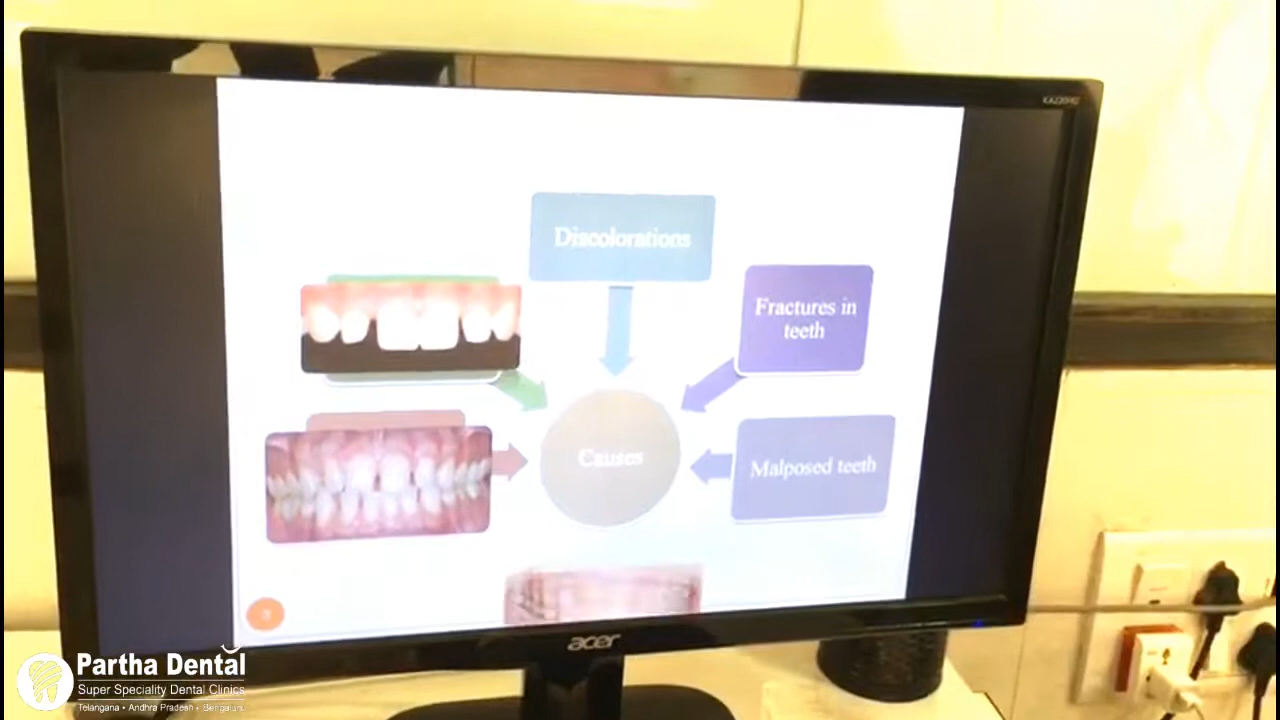 Discolorations
Fractures in
teeth
Causes
Malposed teeth
acer
Partha Dental
Super Speciality Dental Clinics
Telangana • Andhra Pradesh • Bengaluru